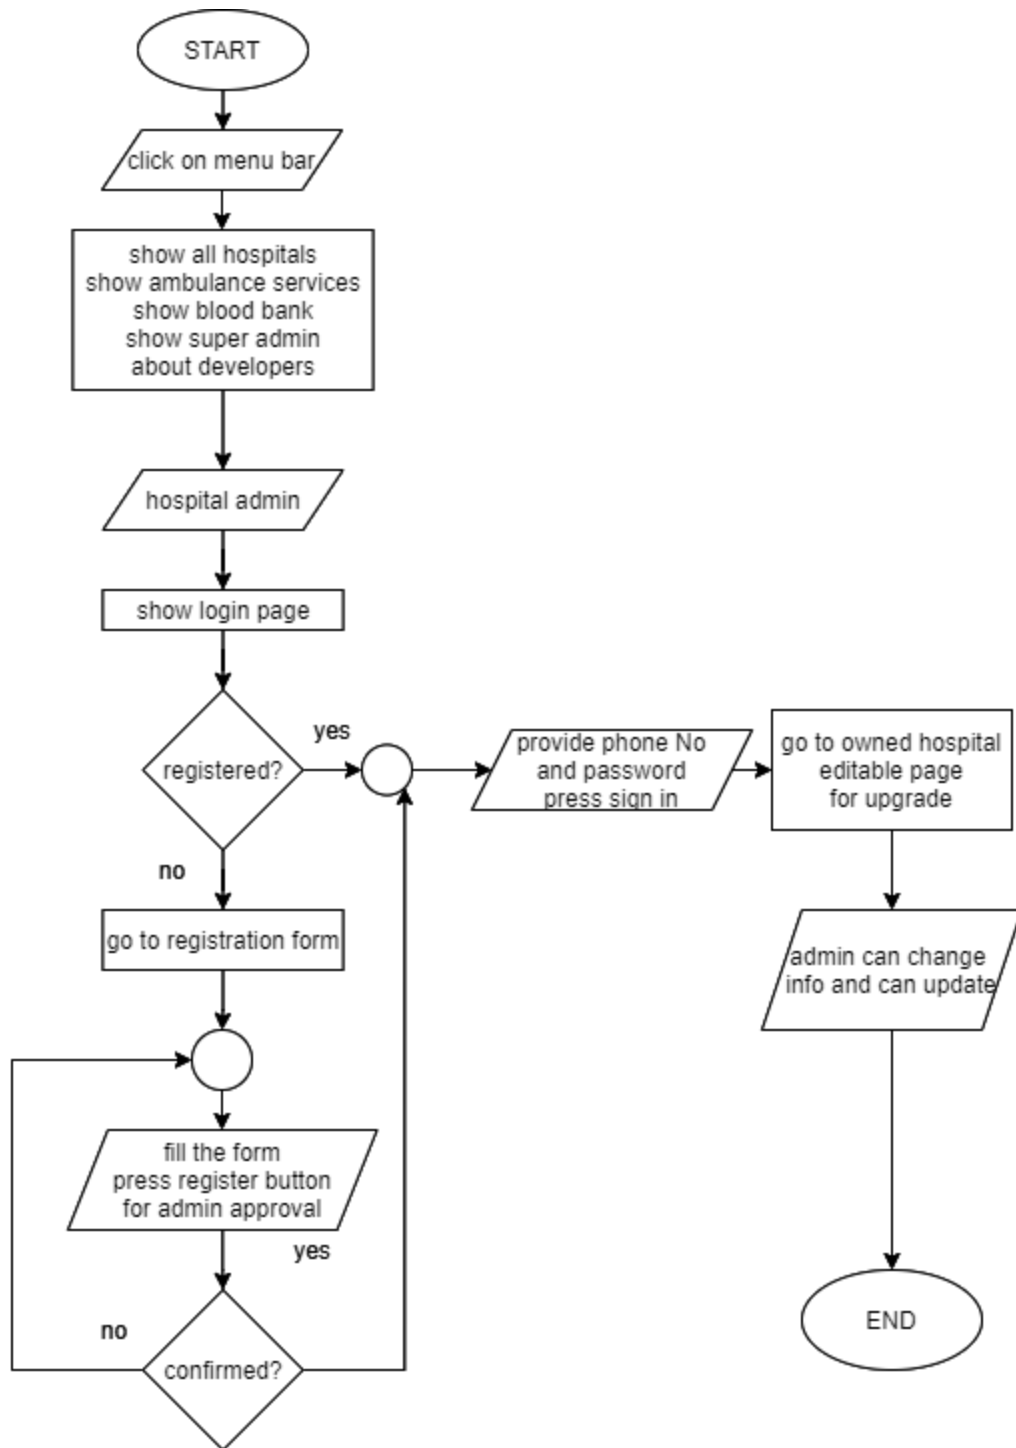 START
click on menu bar
show all hospitals
show ambulance services
show blood bank
show super admin
about developers
hospital admin
show login page
registered?
yes
provide phone No
and password
press sign in
go to owned hospital
editable page
for upgrade
no
go to registration form
admin can change
info and can update
fill the form
press register button
for admin approval
yes
no
confirmed?
END